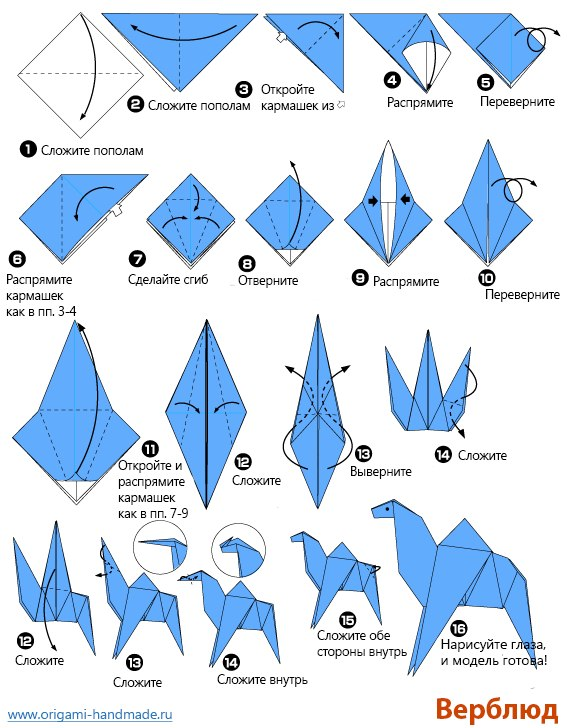 1 Сложите пополам
2 Сложите пополам
3 Откройте
кармашек из
4 Распрямите
5 Переверните
6 Распрямите
кармашек
как в пп. 3-4
7 Сделайте сгиб
8 Отверните
9 Распрямите
10 Переверните
11 Откройте и
распрямите
кармашек
как в пп. 7-9
12 Сложите
13 Выверните
14 Сложите
12 Сложите
13 Сложите
14 Сложите внутрь
15 Сложите обе
стороны внутрь
16 Нарисуйте глаза,
и модель готова!
www.origami-handmade.ru
Верблюд